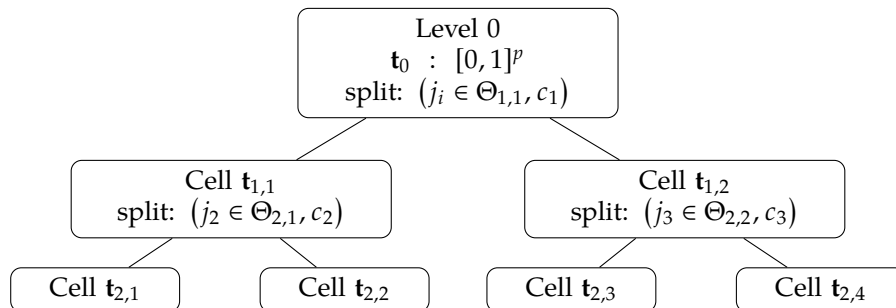 Level 0
t₀ : [0, 1]ᵖ
split: (jᵢ ∈ Θ₁,₁, c₁)
Cell t₁,₁
split: (j₂ ∈ Θ₂,₁, c₂)
Cell t₁,₂
split: (j₃ ∈ Θ₂,₂, c₃)
Cell t₂,₁
Cell t₂,₂
Cell t₂,₃
Cell t₂,₄